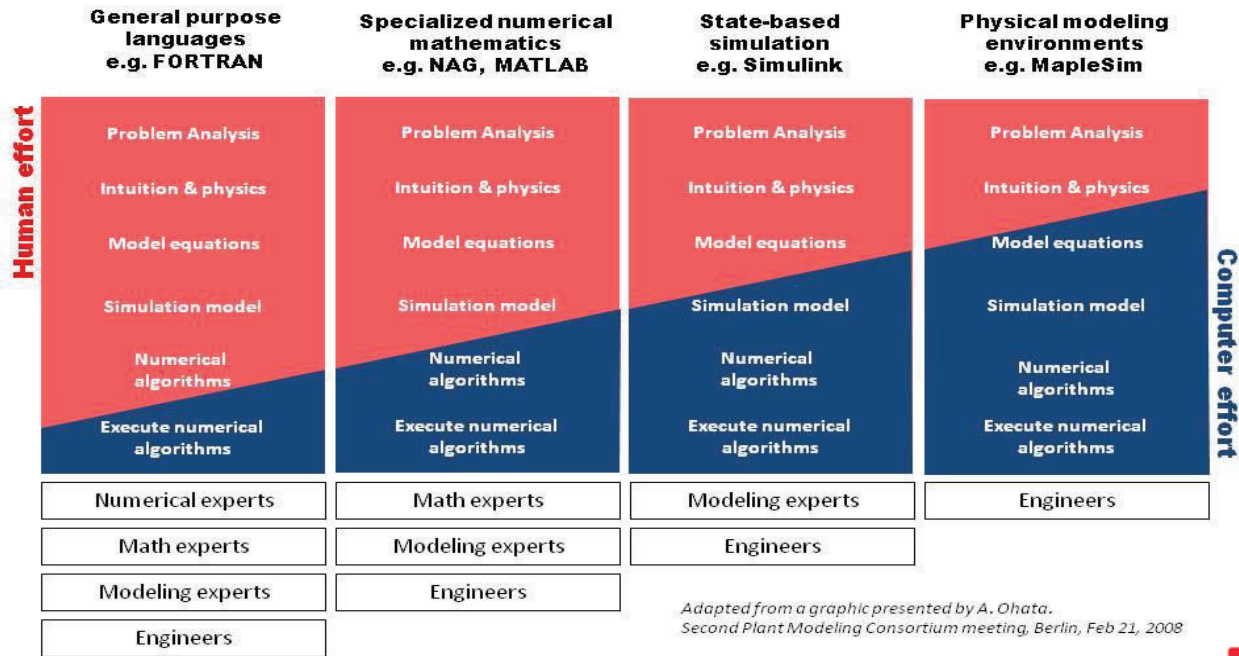 General purpose
languages
e.g. FORTRAN
Specialized numerical
mathematics
e.g. NAG, MATLAB
State-based
simulation
e.g. Simulink
Physical modeling
environments
e.g. MapleSim
Human effort
Problem Analysis
Intuition & physics
Model equations
Simulation model
Numerical
algorithms
Execute numerical
algorithms
Problem Analysis
Intuition & physics
Model equations
Simulation model
Numerical
algorithms
Execute numerical
algorithms
Problem Analysis
Intuition & physics
Model equations
Simulation model
Numerical
algorithms
Execute numerical
algorithms
Problem Analysis
Intuition & physics
Model equations
Simulation model
Numerical
algorithms
Execute numerical
algorithms
Computer effort
Numerical experts
Math experts
Modeling experts
Engineers
Math experts
Modeling experts
Engineers
Modeling experts
Engineers
Engineers
Adapted from a graphic presented by A. Ohata.
Second Plant Modeling Consortium meeting, Berlin, Feb 21, 2008